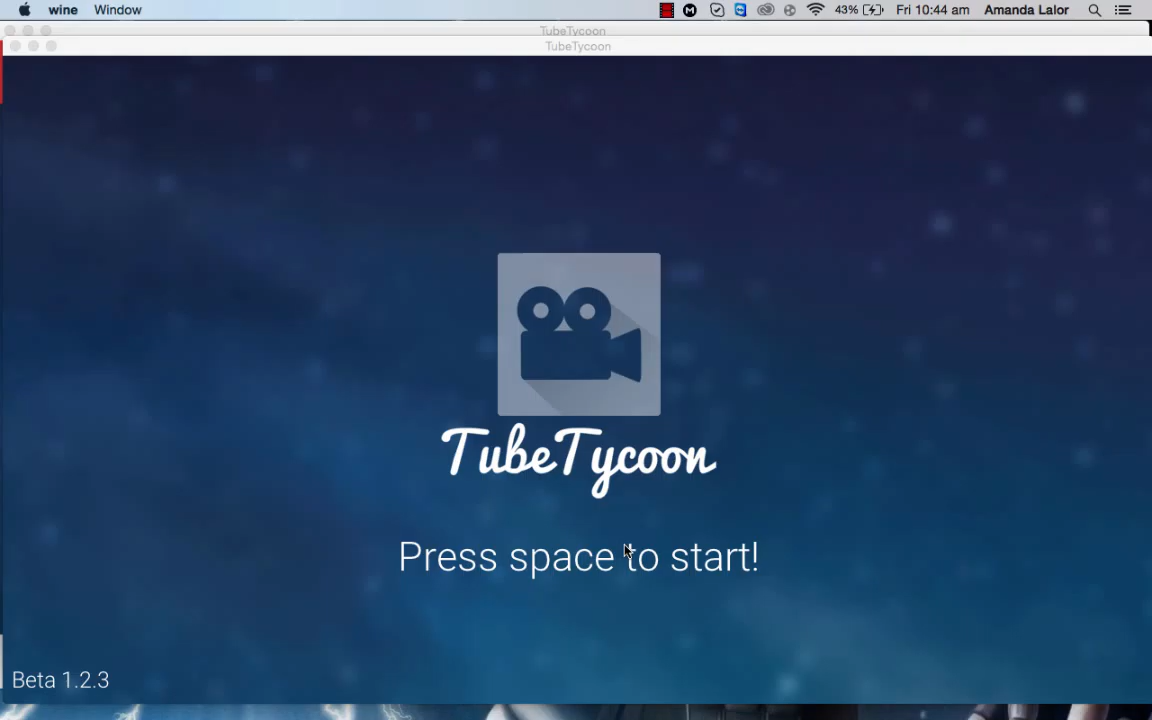 wine Window 43% Fri 10:44 am Amanda Lalor
TubeTycoon
TubeTycoon
TubeTycoon
Press space to start!
Beta 1.2.3